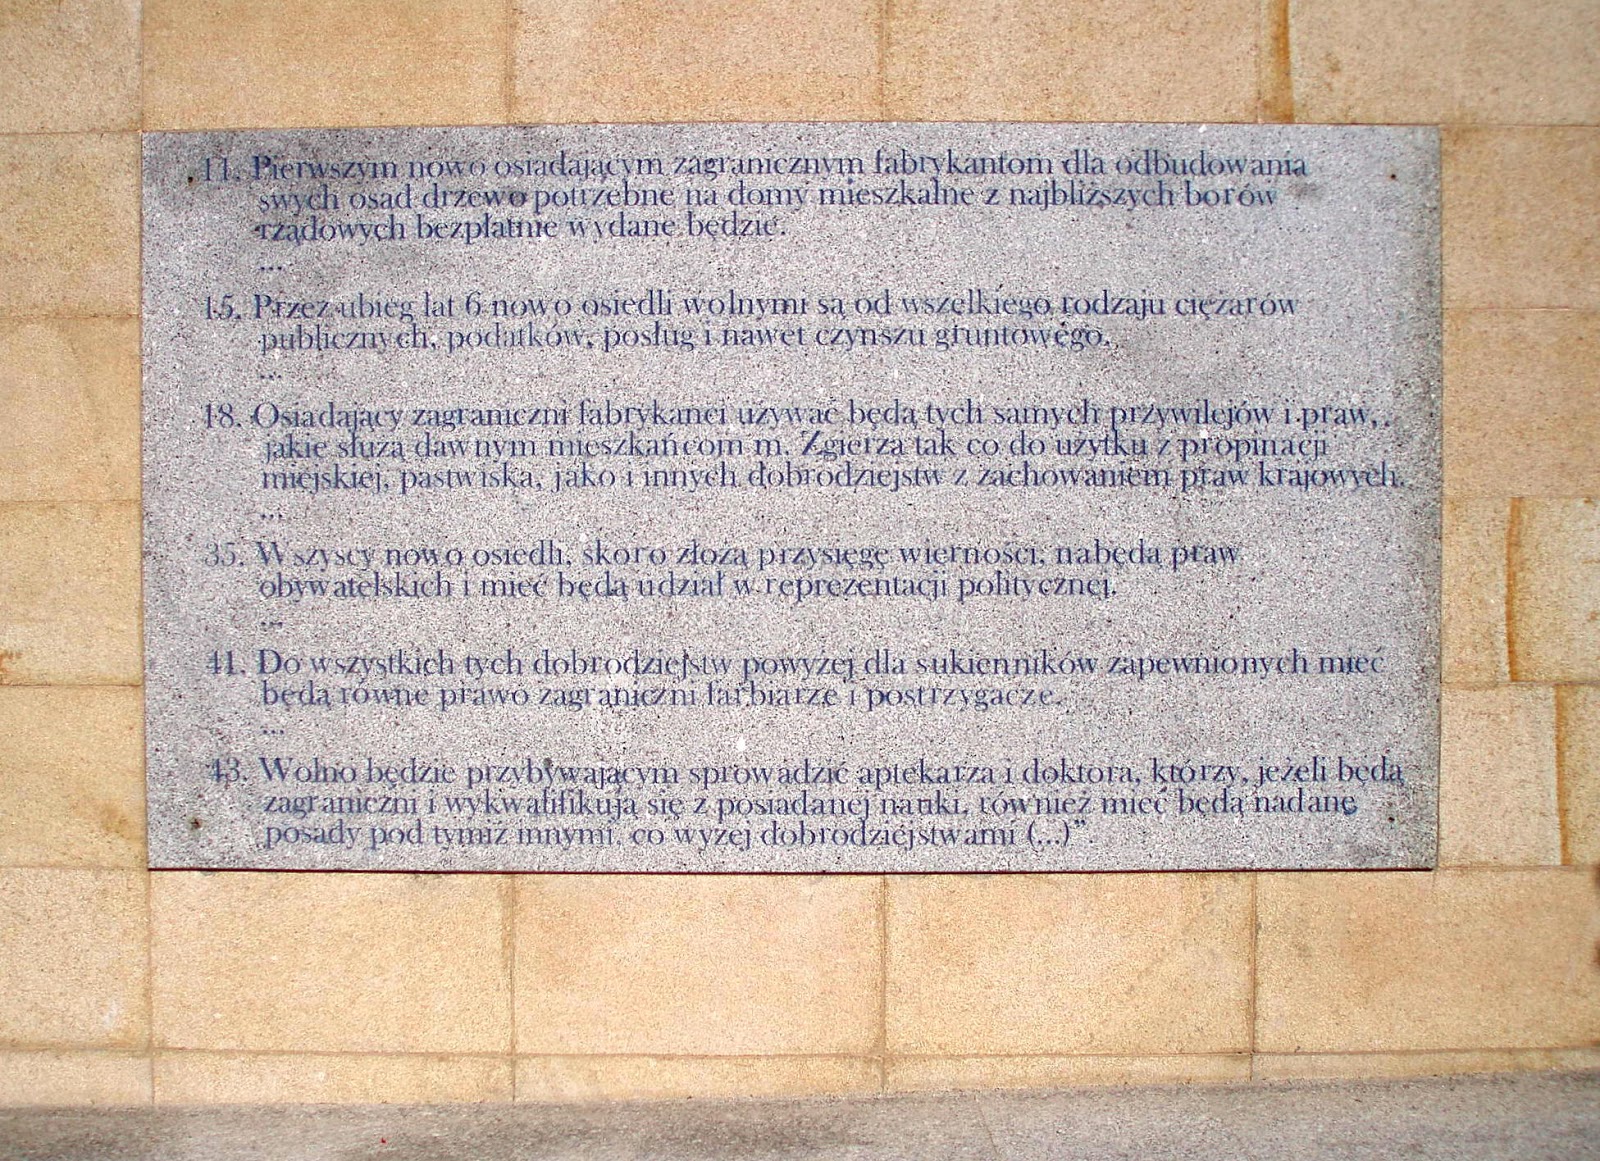 11. Pierwszym nowo osiadającym zagranicznym fabrykantom dla odbudowania
swych osad drzewo potrzebne na domy mieszkalne z najbliższych borów
rządowych bezpłatnie wydane będzie.
...
15. Przez ubieg lat 6 nowo osiedli wolnymi są od wszelkiego rodzaju ciężarów
publicznych, podatków, posług i nawet czynszu gruntowego.
...
18. Osiadający zagraniczni fabrykanci używać będą tych samych przywilejów i praw,
jakie służą dawnym mieszkańcom m. Zgierza tak co do użytku z propinacji
miejskiej, pastwiska, jako i innych dobrodziejstw z zachowaniem praw krajowych.
...
35. Wszyscy nowo osiedli, skoro złożą przysięgę wierności, nabędą praw
obywatelskich i mieć będą udział w reprezentacji politycznej.
...
41. Do wszystkich tych dobrodziejstw powyżej dla sukienników zapewnionych mieć
będą równe prawo zagraniczni farbiarze i postrzygacze.
...
43. Wolno będzie przybywającym sprowadzić aptekarza i doktora, którzy, jeżeli będą
zagraniczni i wykwalifikują się z posiadanej nauki, również mieć będą nadane
posady pod tymiż innymi, co wyżej dobrodziejstwami (...)”